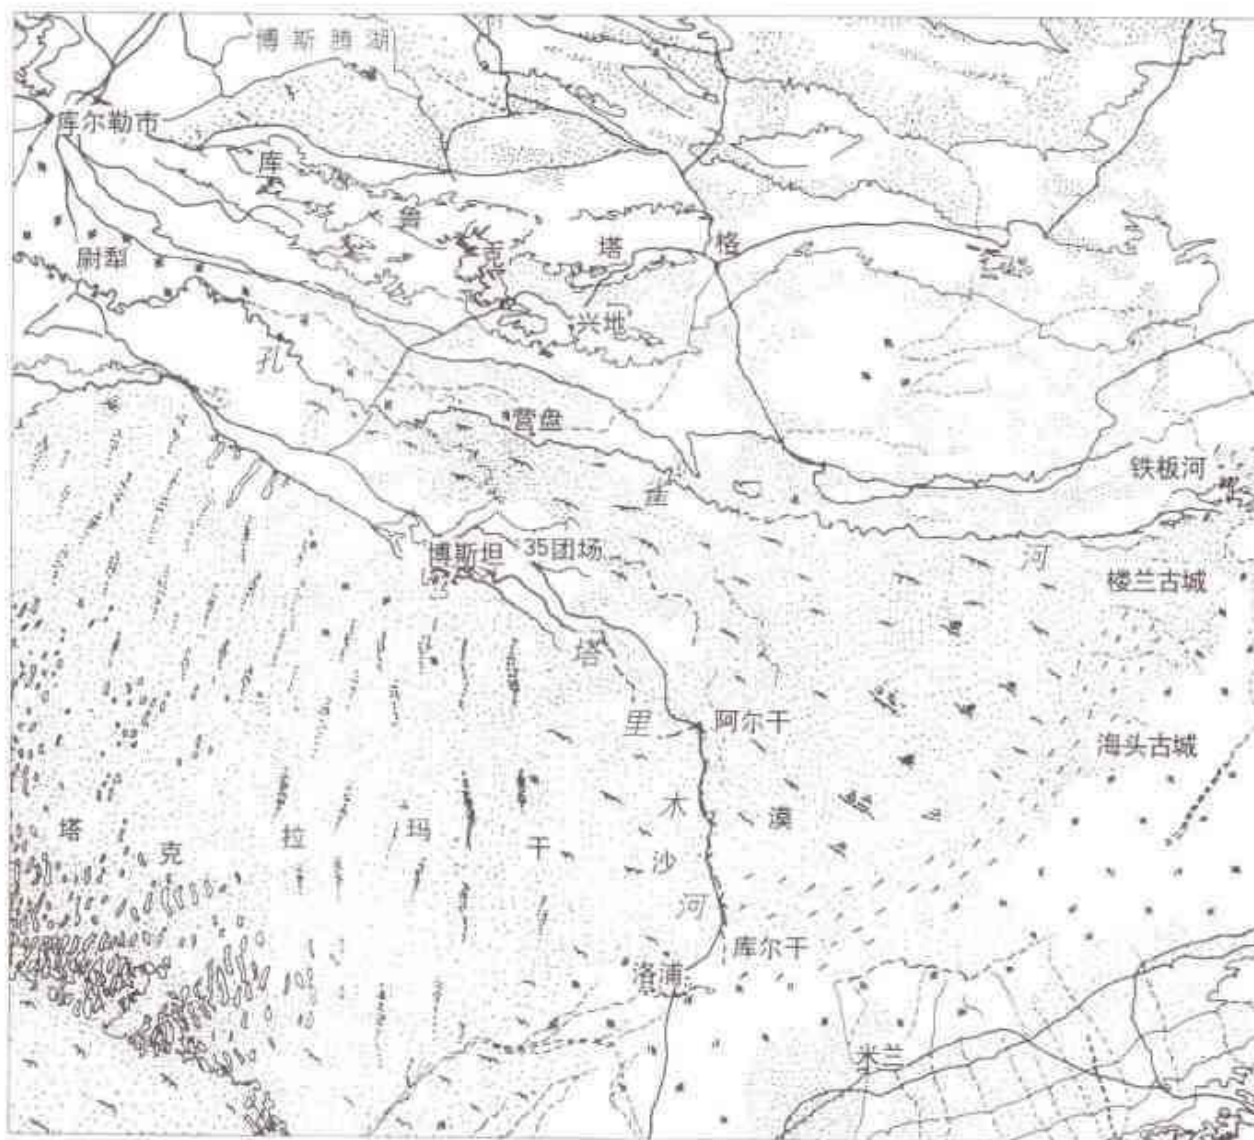 博斯腾湖
库尔勒市
库鲁克塔格
尉犁
兴地
孔雀河
营盘
铁板河
博斯坦
35团场
楼兰古城
塔里木河
阿尔干
海头古城
塔克拉玛干沙漠
库尔干
洛浦
米兰